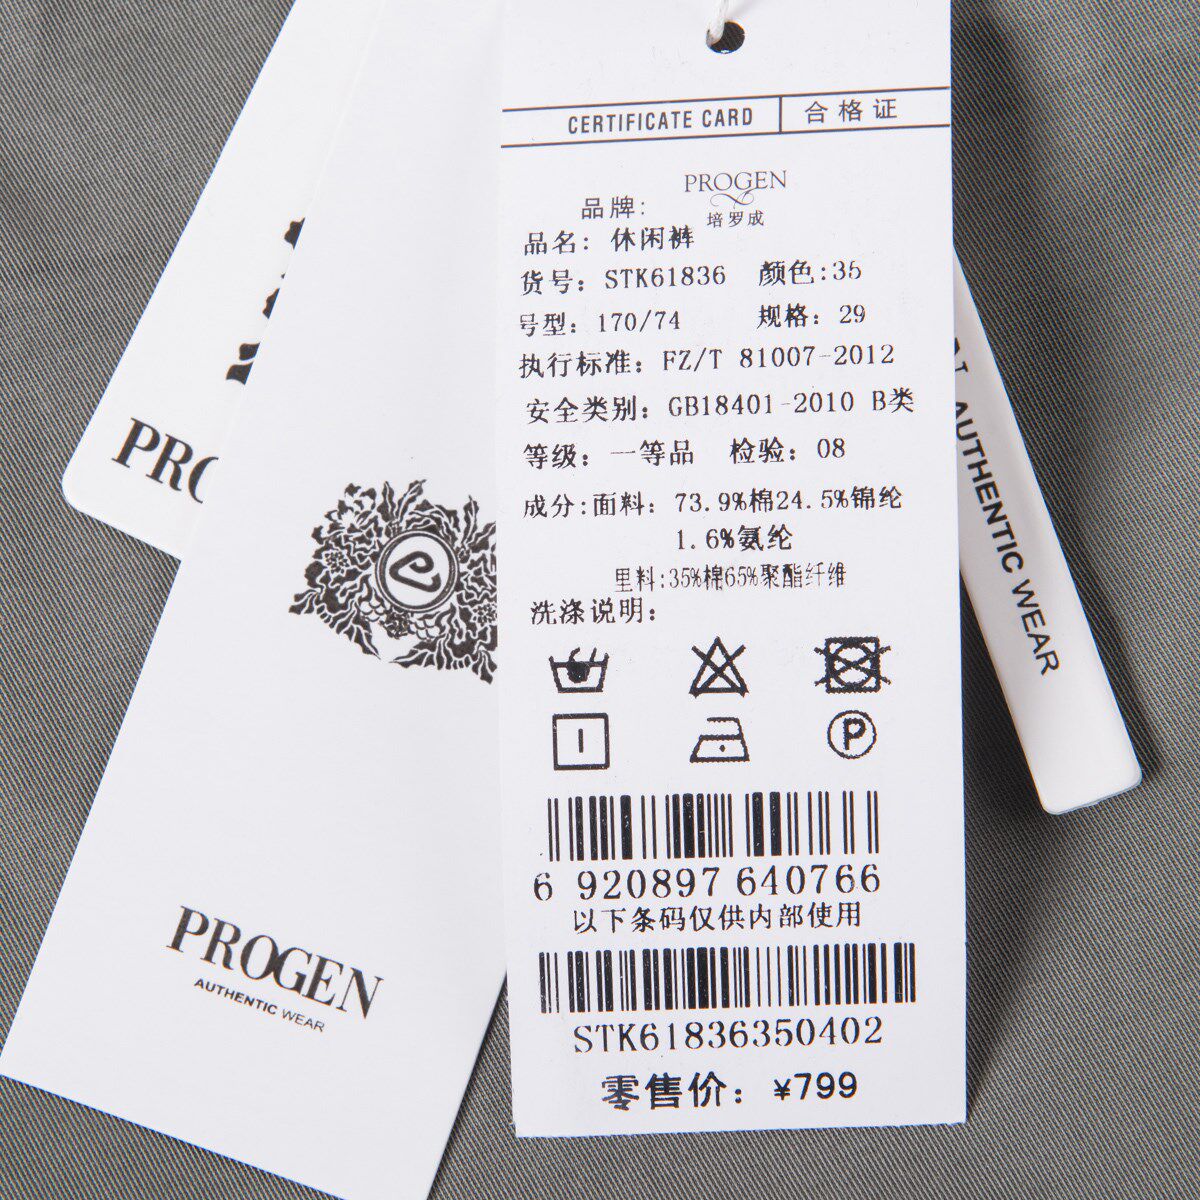 CERTIFICATE CARD 合格证
PROGEN
品牌: 培罗成
品名: 休闲裤
货号: STK61836 颜色:35
号型: 170/74 规格: 29
执行标准: FZ/T 81007-2012
安全类别: GB18401-2010 B类
等级: 一等品 检验: 08
成分:面料: 73.9%棉24.5%锦纶
1.6%氨纶
里料:35%棉65%聚酯纤维
洗涤说明:
P
6 920897 640766
以下条码仅供内部使用
STK61836350402
零售价: ¥799
PROG
PROGEN
AUTHENTIC WEAR
N AUTHENTIC WEAR